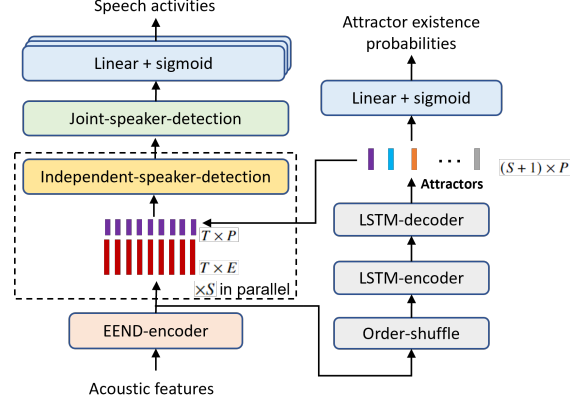 Speech activities
Linear + sigmoid
Joint-speaker-detection
Independent-speaker-detection
T × P
T × E
×S in parallel
EEND-encoder
Acoustic features
Attractor existence
probabilities
Linear + sigmoid
(S + 1) × P
Attractors
LSTM-decoder
LSTM-encoder
Order-shuffle